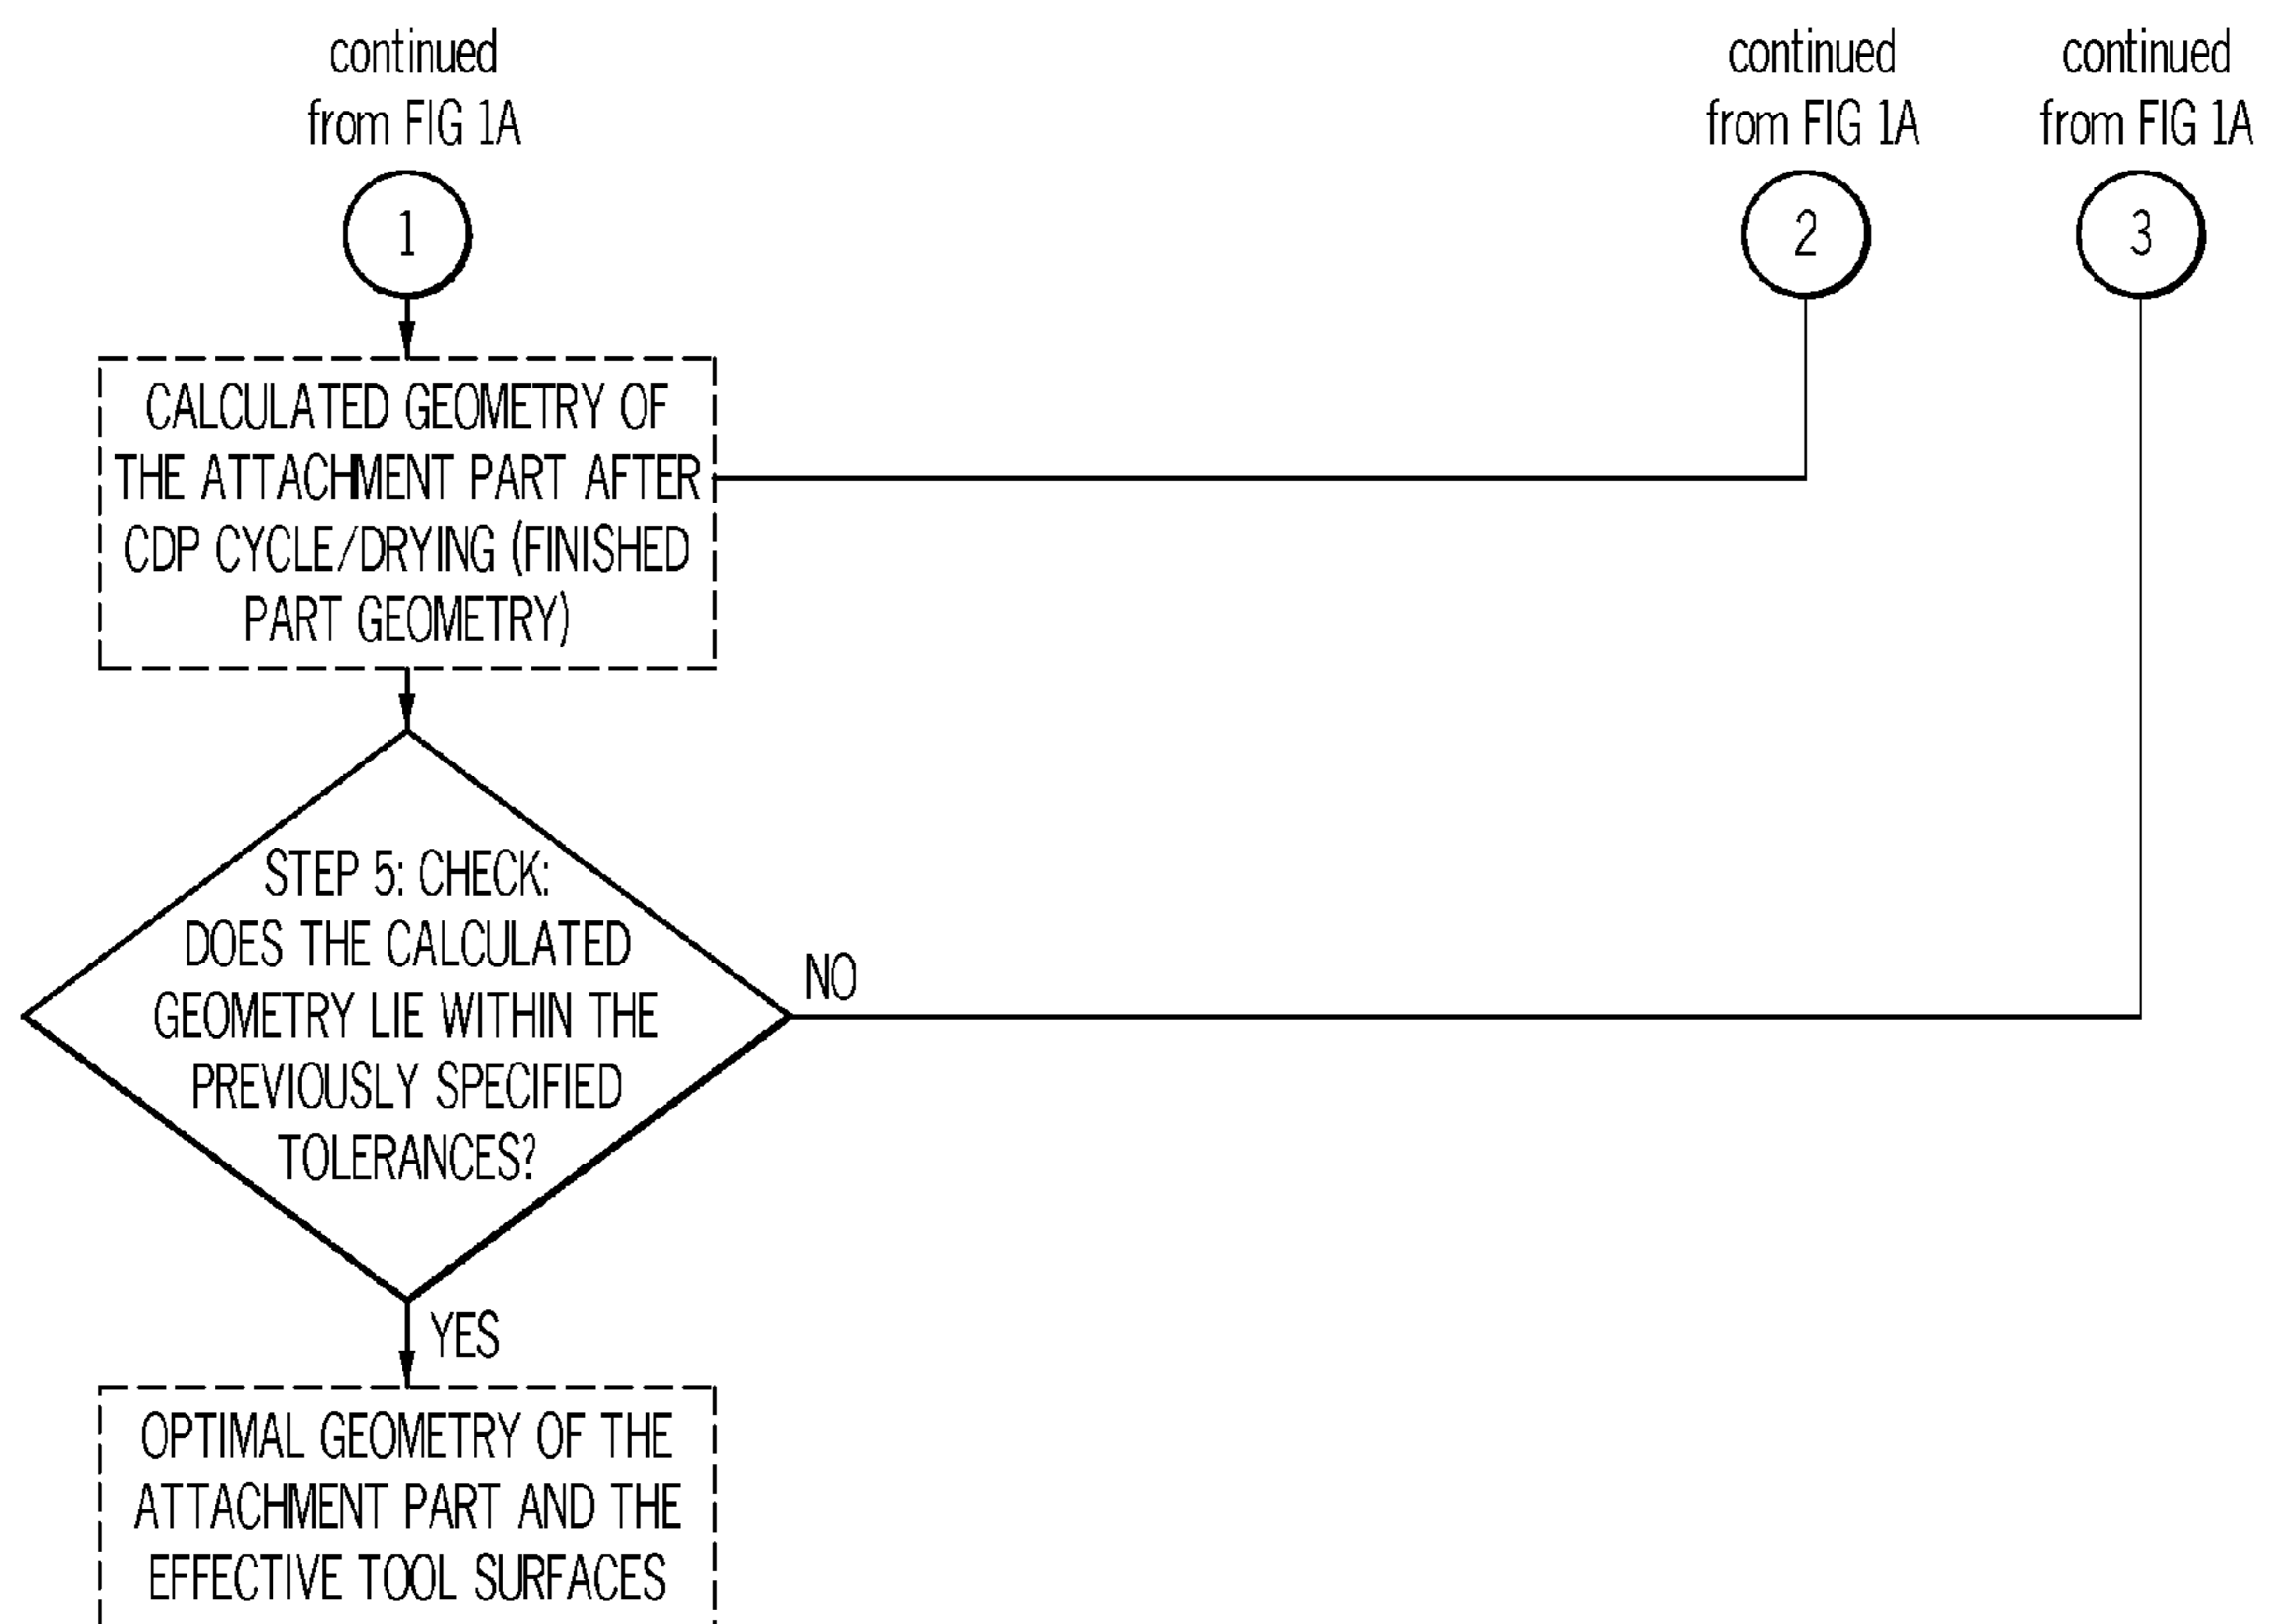 continued
from FIG 1A
continued
from FIG 1A
continued
from FIG 1A
1
2
3
CALCULATED GEOMETRY OF
THE ATTACHMENT PART AFTER
CDP CYCLE/DRYING (FINISHED
PART GEOMETRY)
STEP 5: CHECK:
DOES THE CALCULATED
GEOMETRY LIE WITHIN THE
PREVIOUSLY SPECIFIED
TOLERANCES?
NO
YES
OPTIMAL GEOMETRY OF THE
ATTACHMENT PART AND THE
EFFECTIVE TOOL SURFACES